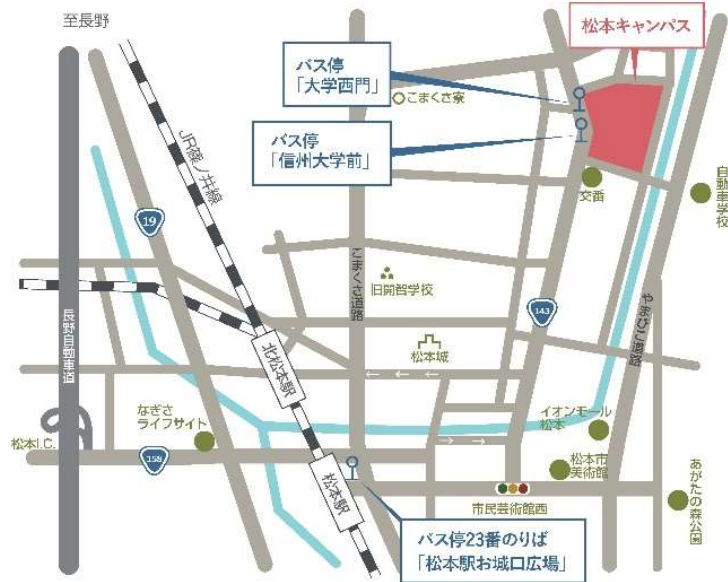 至長野
松本キャンパス
バス停
「大学西門」
こまくさ寮
バス停
「信州大学前」
JR篠ノ井線
19
交番
自動車学校
こまくさ道路
旧開智学校
143
やまびこ道路
長野自動車道
北松本駅
松本城
なぎさ
ライフサイト
イオンモール
松本
松本I.C.
158
松本市
美術館
松本駅
市民芸術館西
あがたの森公園
バス停23番のりば
「松本駅お城口広場」